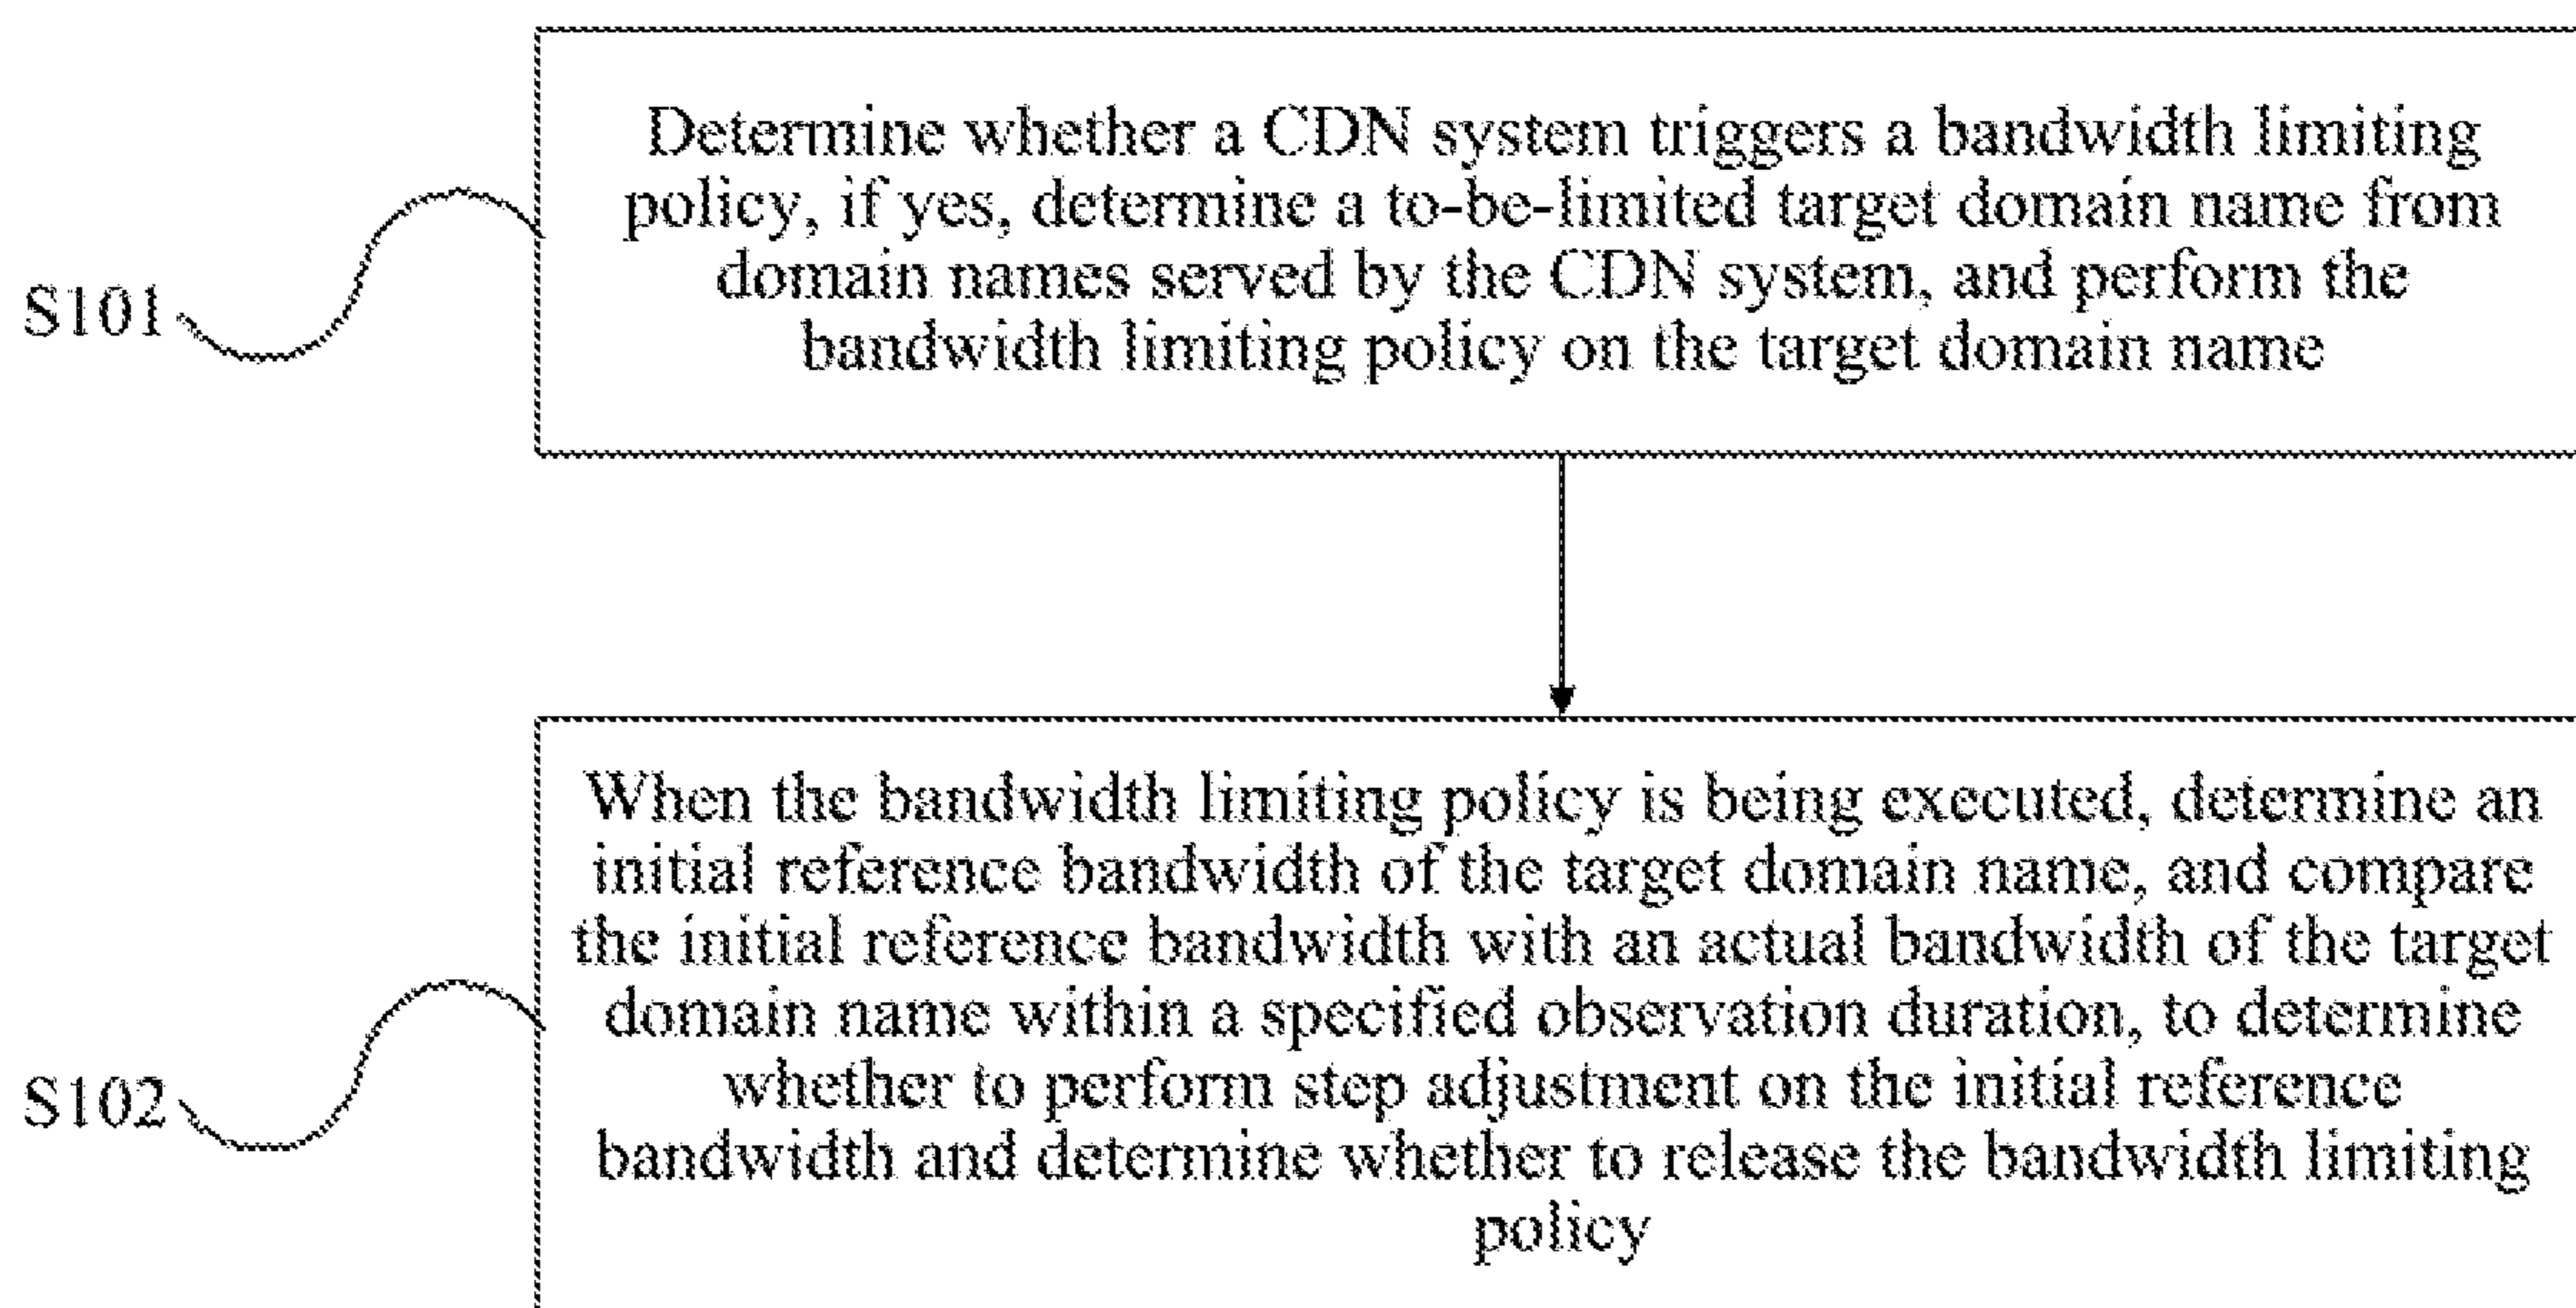 Determine whether a CDN system triggers a bandwidth limiting
policy, if yes, determine a to-be-limited target domain name from
domain names served by the CDN system, and perform the
bandwidth limiting policy on the target domain name
S101
When the bandwidth limiting policy is being executed, determine an
initial reference bandwidth of the target domain name, and compare
the initial reference bandwidth with an actual bandwidth of the target
domain name within a specified observation duration, to determine
whether to perform step adjustment on the initial reference
bandwidth and determine whether to release the bandwidth limiting
policy
S102